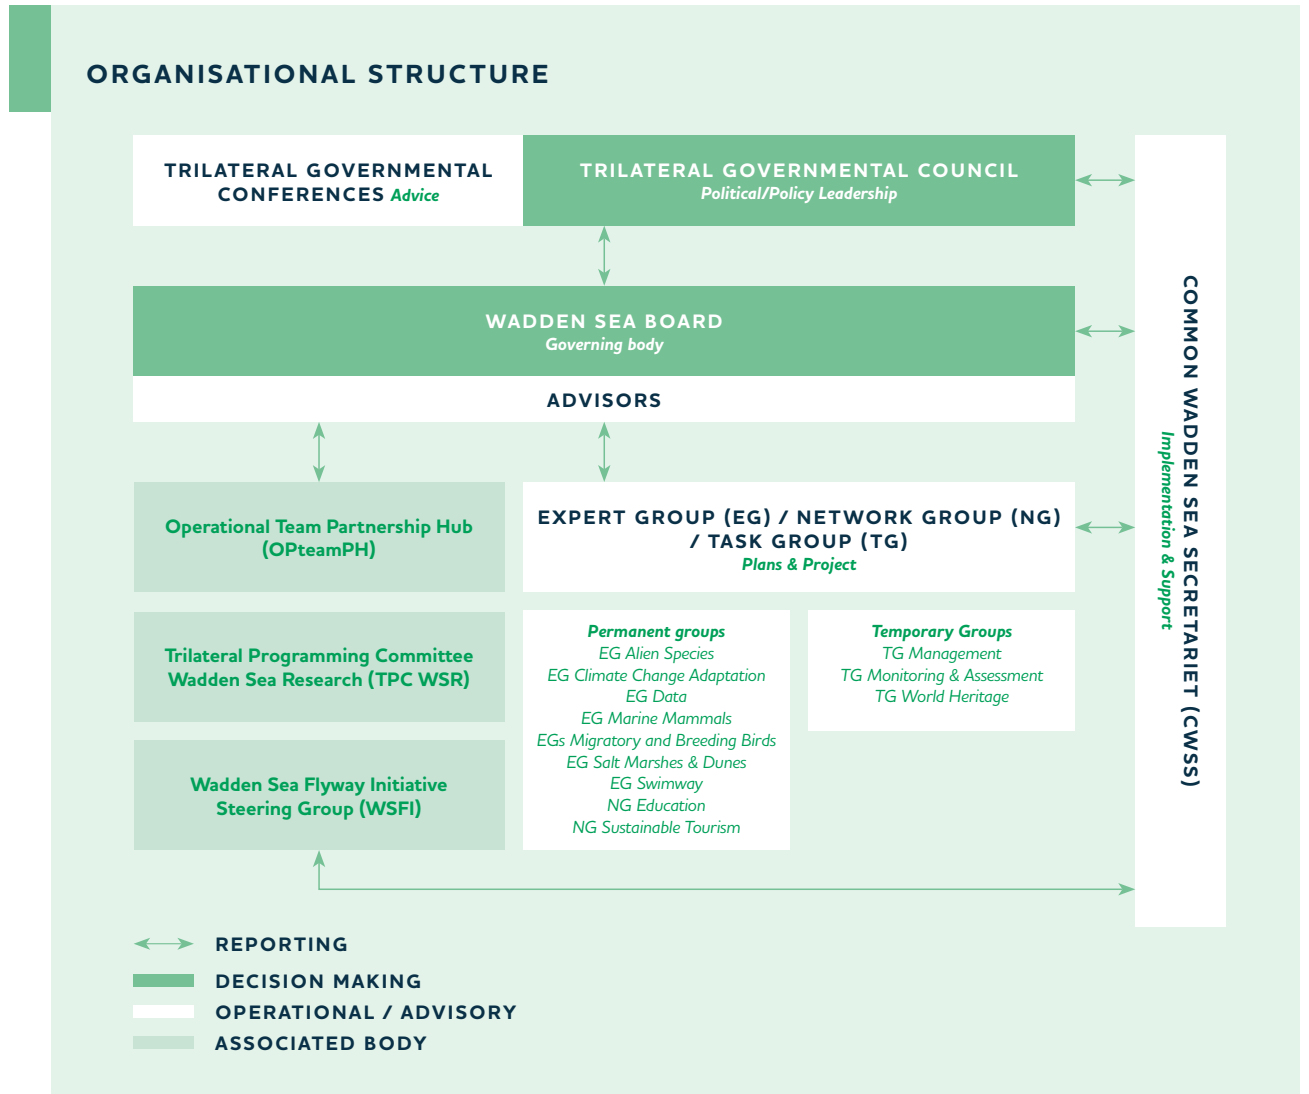 ORGANISATIONAL STRUCTURE
TRILATERAL GOVERNMENTAL
CONFERENCES Advice
TRILATERAL GOVERNMENTAL COUNCIL
Political/Policy Leadership
WADDEN SEA BOARD
Governing body
ADVISORS
Operational Team Partnership Hub
(OPteamPH)
Trilateral Programming Committee
Wadden Sea Research (TPC WSR)
Wadden Sea Flyway Initiative
Steering Group (WSFI)
EXPERT GROUP (EG) / NETWORK GROUP (NG)
/ TASK GROUP (TG)
Plans & Project
Permanent groups
EG Alien Species
EG Climate Change Adaptation
EG Data
EG Marine Mammals
EGs Migratory and Breeding Birds
EG Salt Marshes & Dunes
EG Swimway
NG Education
NG Sustainable Tourism
Temporary Groups
TG Management
TG Monitoring & Assessment
TG World Heritage
COMMON WADDEN SEA SECRETARIET (CWSS)
Implementation & Support
REPORTING
DECISION MAKING
OPERATIONAL / ADVISORY
ASSOCIATED BODY